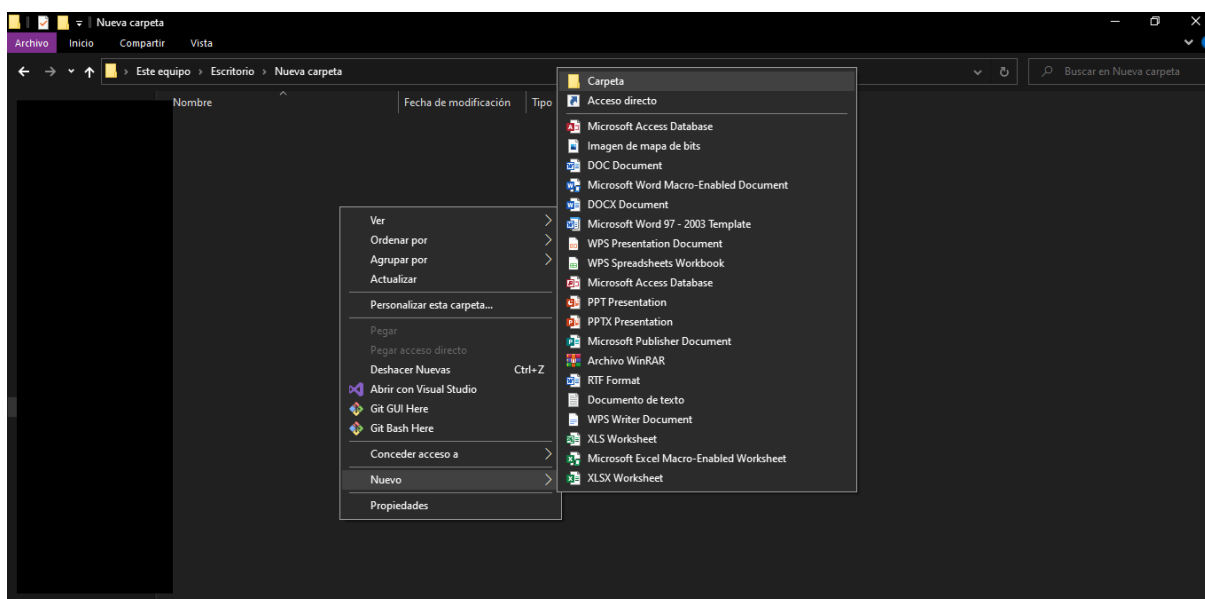 Nueva carpeta
Archivo Inicio Compartir Vista
Este equipo > Escritorio > Nueva carpeta
Buscar en Nueva carpeta
Nombre Fecha de modificación Tipo
Ver
Ordenar por
Agrupar por
Actualizar
Personalizar esta carpeta...
Pegar
Pegar acceso directo
Deshacer Nuevas Ctrl+Z
Abrir con Visual Studio
Git GUI Here
Git Bash Here
Conceder acceso a
Nuevo
Propiedades
Carpeta
Acceso directo
Microsoft Access Database
Imagen de mapa de bits
DOC Document
Microsoft Word Macro-Enabled Document
DOCX Document
Microsoft Word 97 - 2003 Template
WPS Presentation Document
WPS Spreadsheets Workbook
Microsoft Access Database
PPT Presentation
PPTX Presentation
Microsoft Publisher Document
Archivo WinRAR
RTF Format
Documento de texto
WPS Writer Document
XLS Worksheet
Microsoft Excel Macro-Enabled Worksheet
XLSX Worksheet